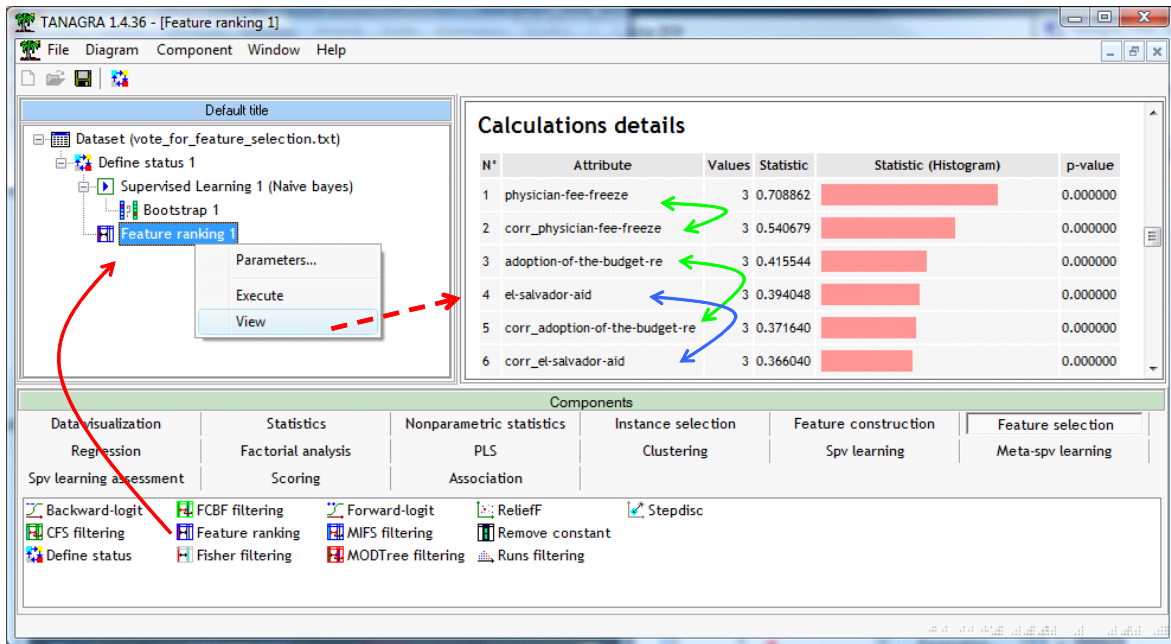 TANAGRA 1.4.36 - [Feature ranking 1]
File Diagram Component Window Help
Default title
Dataset (vote_for_feature_selection.txt)
Define status 1
Supervised Learning 1 (Naive bayes)
Bootstrap 1
Feature ranking 1
Parameters...
Execute
View
Calculations details
N° Attribute Values Statistic Statistic (Histogram) p-value
1 physician-fee-freeze 3 0.708862 0.000000
2 corr_physician-fee-freeze 3 0.540679 0.000000
3 adoption-of-the-budget-re 3 0.415544 0.000000
4 el-salvador-aid 3 0.394048 0.000000
5 corr_adoption-of-the-budget-re 3 0.371640 0.000000
6 corr_el-salvador-aid 3 0.366040 0.000000
Components
Data visualization Statistics Nonparametric statistics Instance selection Feature construction Feature selection
Regression Factorial analysis PLS Clustering Spv learning Meta-spv learning
Spv learning assessment Scoring Association
Backward-logit FCBF filtering Forward-logit ReliefF Stepdisc
CFS filtering Feature ranking MIFS filtering Remove constant
Define status Fisher filtering MODTree filtering Runs filtering